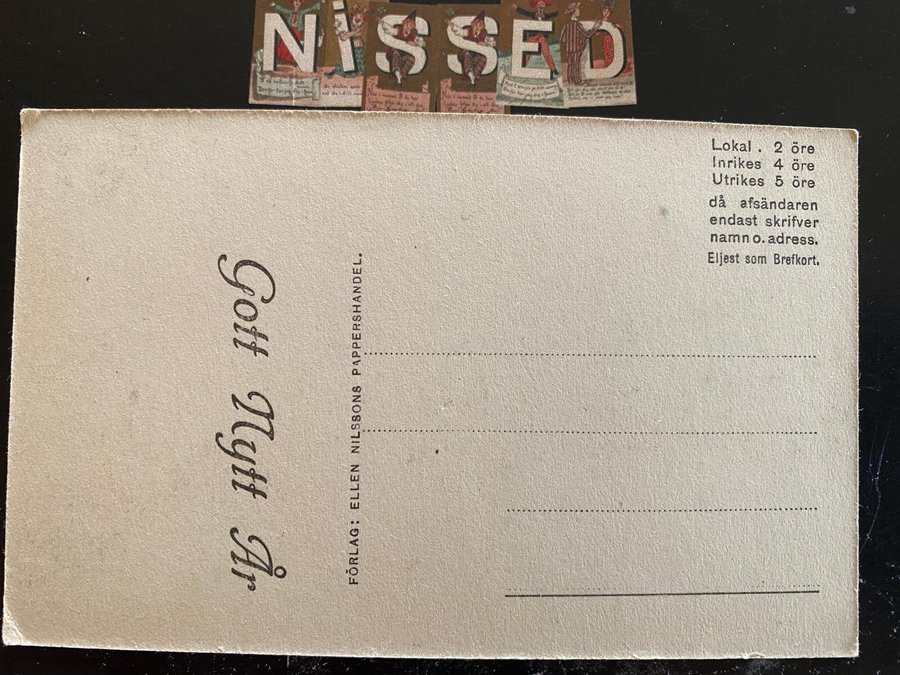 NiSSED
Lokal . 2 öre
Inrikes 4 öre
Utrikes 5 öre
då afsändaren
endast skrifver
namn o. adress.
Eljest som Brefkort.
Gott Nytt År
FÖRLAG: ELLEN NILSSONS PAPPERSHANDEL.